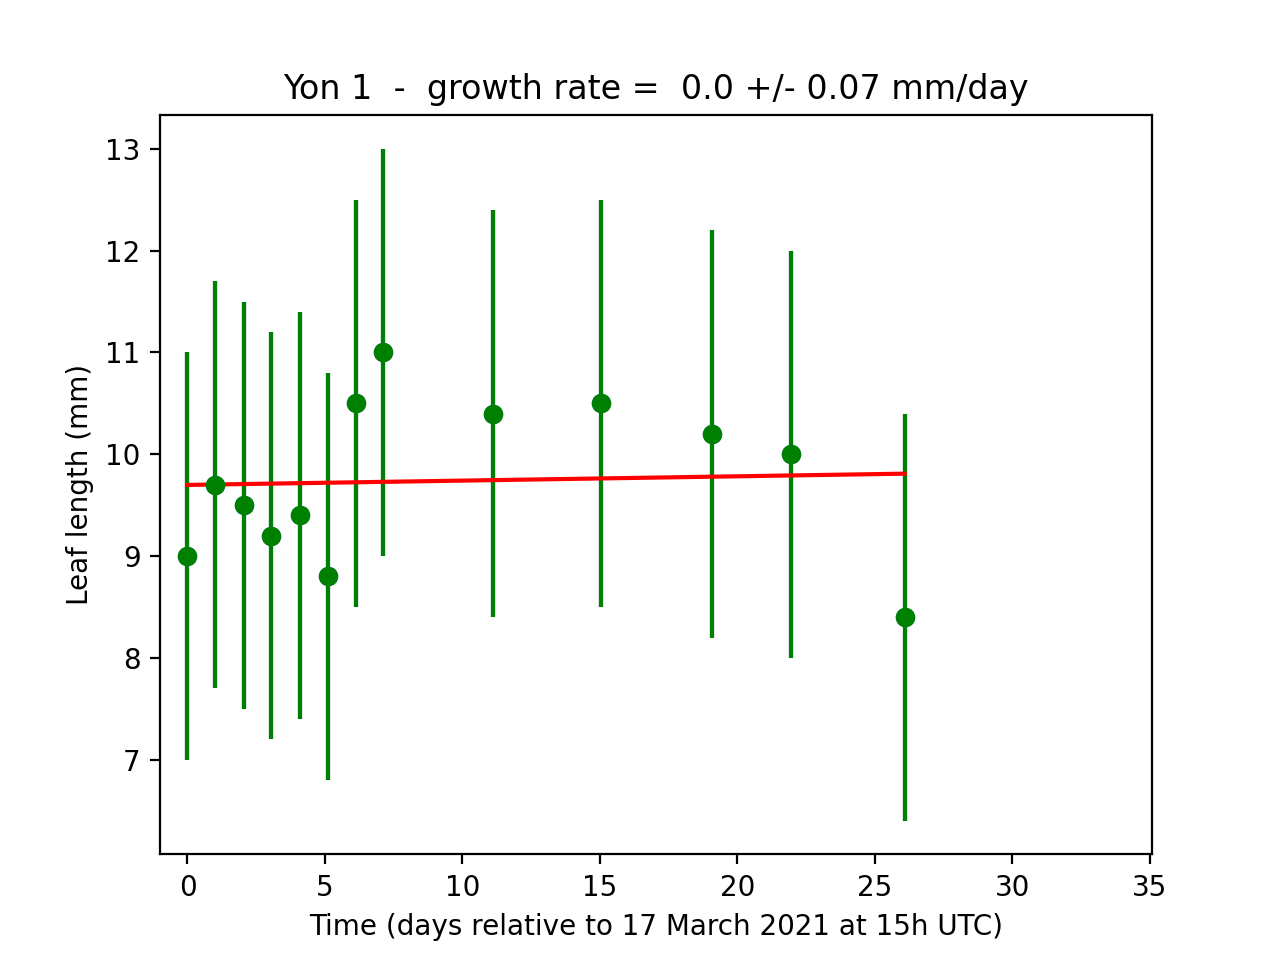 Yon 1 - growth rate = 0.0 +/- 0.07 mm/day
13
12
11
10
9
8
7
Leaf length (mm)
0 5 10 15 20 25 30 35
Time (days relative to 17 March 2021 at 15h UTC)